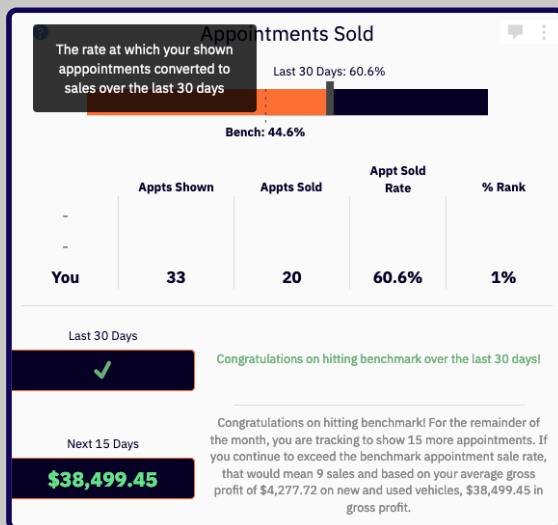 Appointments Sold
The rate at which your shown
apppointments converted to
sales over the last 30 days
Last 30 Days: 60.6%
Bench: 44.6%
Appts Shown
Appts Sold
Appt Sold
Rate
% Rank
-
-
You 33 20 60.6% 1%
Last 30 Days
Congratulations on hitting benchmark over the last 30 days!
Next 15 Days
$38,499.45
Congratulations on hitting benchmark! For the remainder of
the month, you are tracking to show 15 more appointments. If
you continue to exceed the benchmark appointment sale rate,
that would mean 9 sales and based on your average gross
profit of $4,277.72 on new and used vehicles, $38,499.45 in
gross profit.